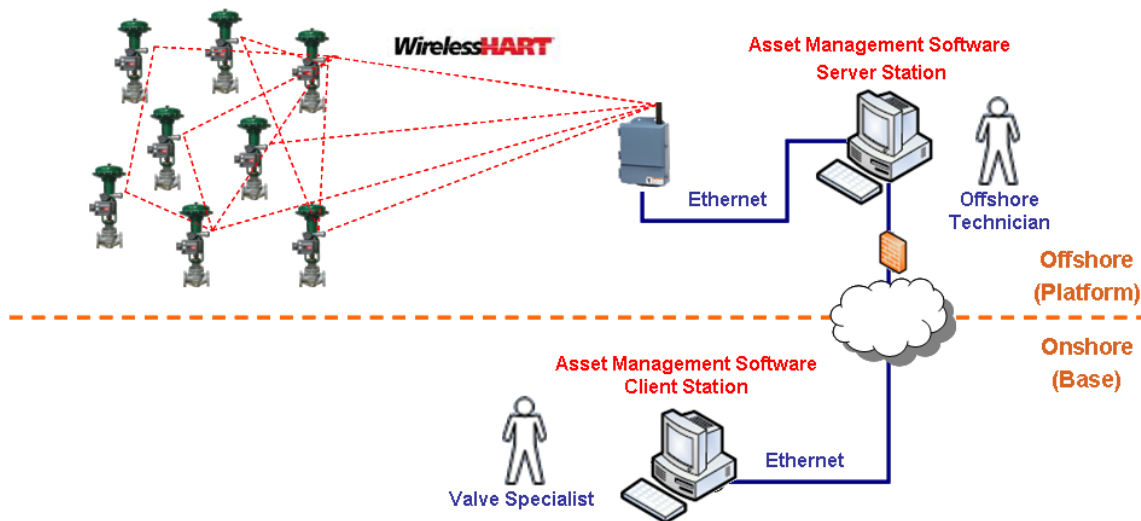 WirelessHART
Asset Management Software
Server Station
Ethernet
Offshore
Technician
Offshore
(Platform)
Onshore
(Base)
Asset Management Software
Client Station
Ethernet
Valve Specialist